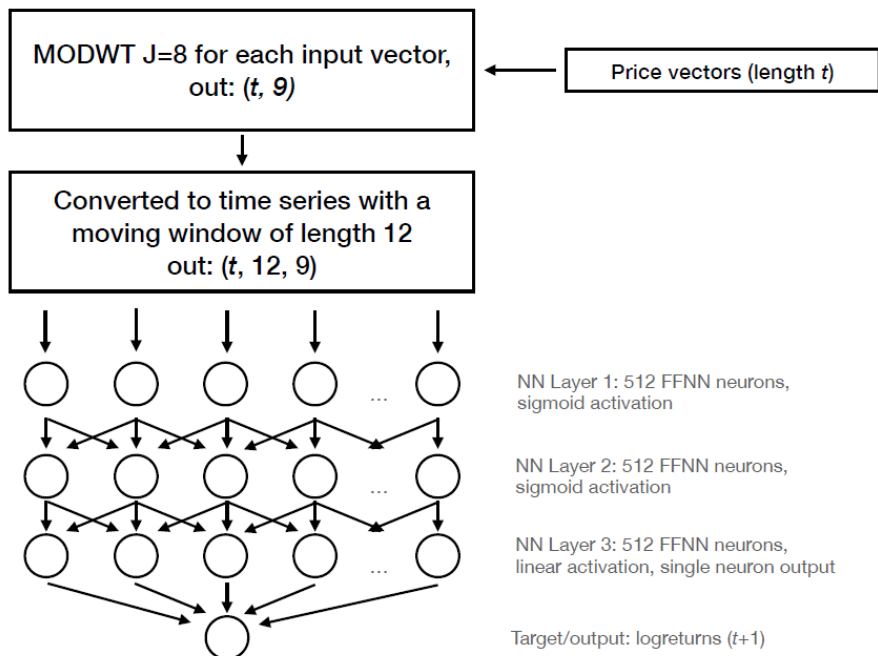 MODWT J=8 for each input vector,
out: (t, 9)
Price vectors (length t)
Converted to time series with a
moving window of length 12
out: (t, 12, 9)
...
NN Layer 1: 512 FFNN neurons,
sigmoid activation
...
NN Layer 2: 512 FFNN neurons,
sigmoid activation
...
NN Layer 3: 512 FFNN neurons,
linear activation, single neuron output
Target/output: logreturns (t+1)